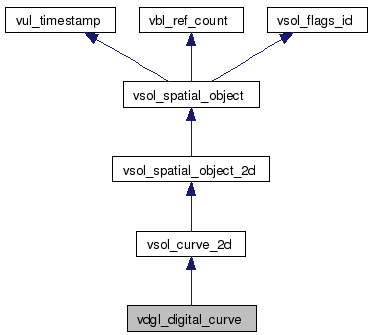 vul_timestamp vbl_ref_count vsol_flags_id
vsol_spatial_object
vsol_spatial_object_2d
vsol_curve_2d
vdgl_digital_curve